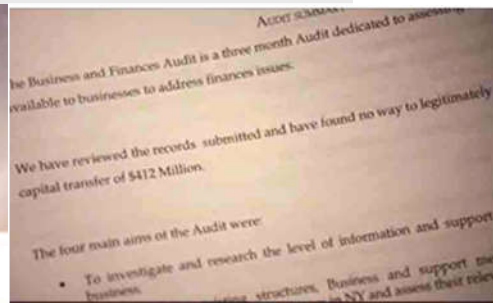 AUDIT SUMMARY
he Business and Finances Audit is a three month Audit dedicated to assessing
vailable to businesses to address finances issues.
We have reviewed the records submitted and have found no way to legitimately
capital transfer of $412 Million.
The four main aims of the Audit were:
• To investigate and research the level of information and support
business
structures, Business and support
in NY and assess their